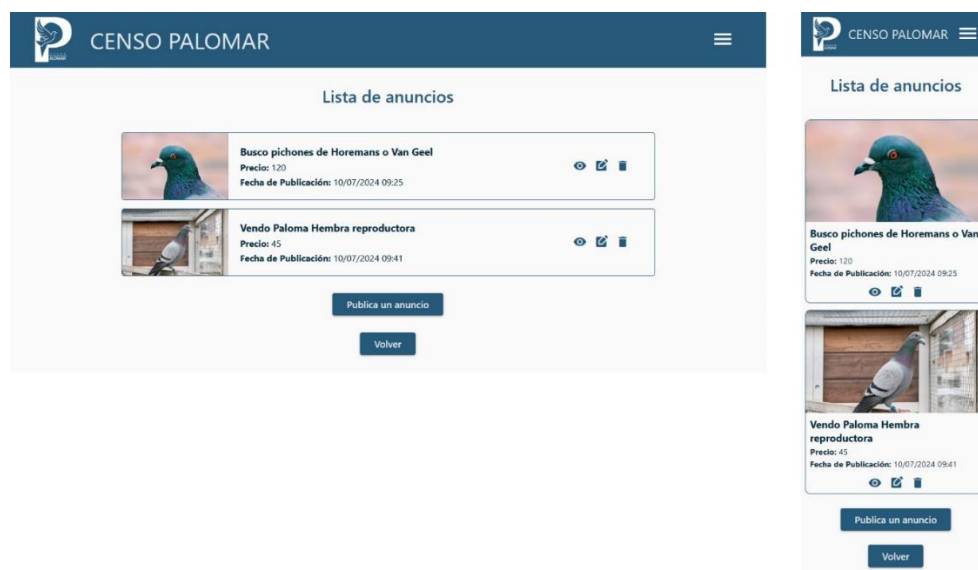 CENSO PALOMAR
Lista de anuncios
Busco pichones de Horemans o Van Geel
Precio: 120
Fecha de Publicación: 10/07/2024 09:25
Vendo Paloma Hembra reproductora
Precio: 45
Fecha de Publicación: 10/07/2024 09:41
Publica un anuncio
Volver
CENSO PALOMAR
Lista de anuncios
Busco pichones de Horemans o Van
Geel
Precio: 120
Fecha de Publicación: 10/07/2024 09:25
Vendo Paloma Hembra
reproductora
Precio: 45
Fecha de Publicación: 10/07/2024 09:41
Publica un anuncio
Volver